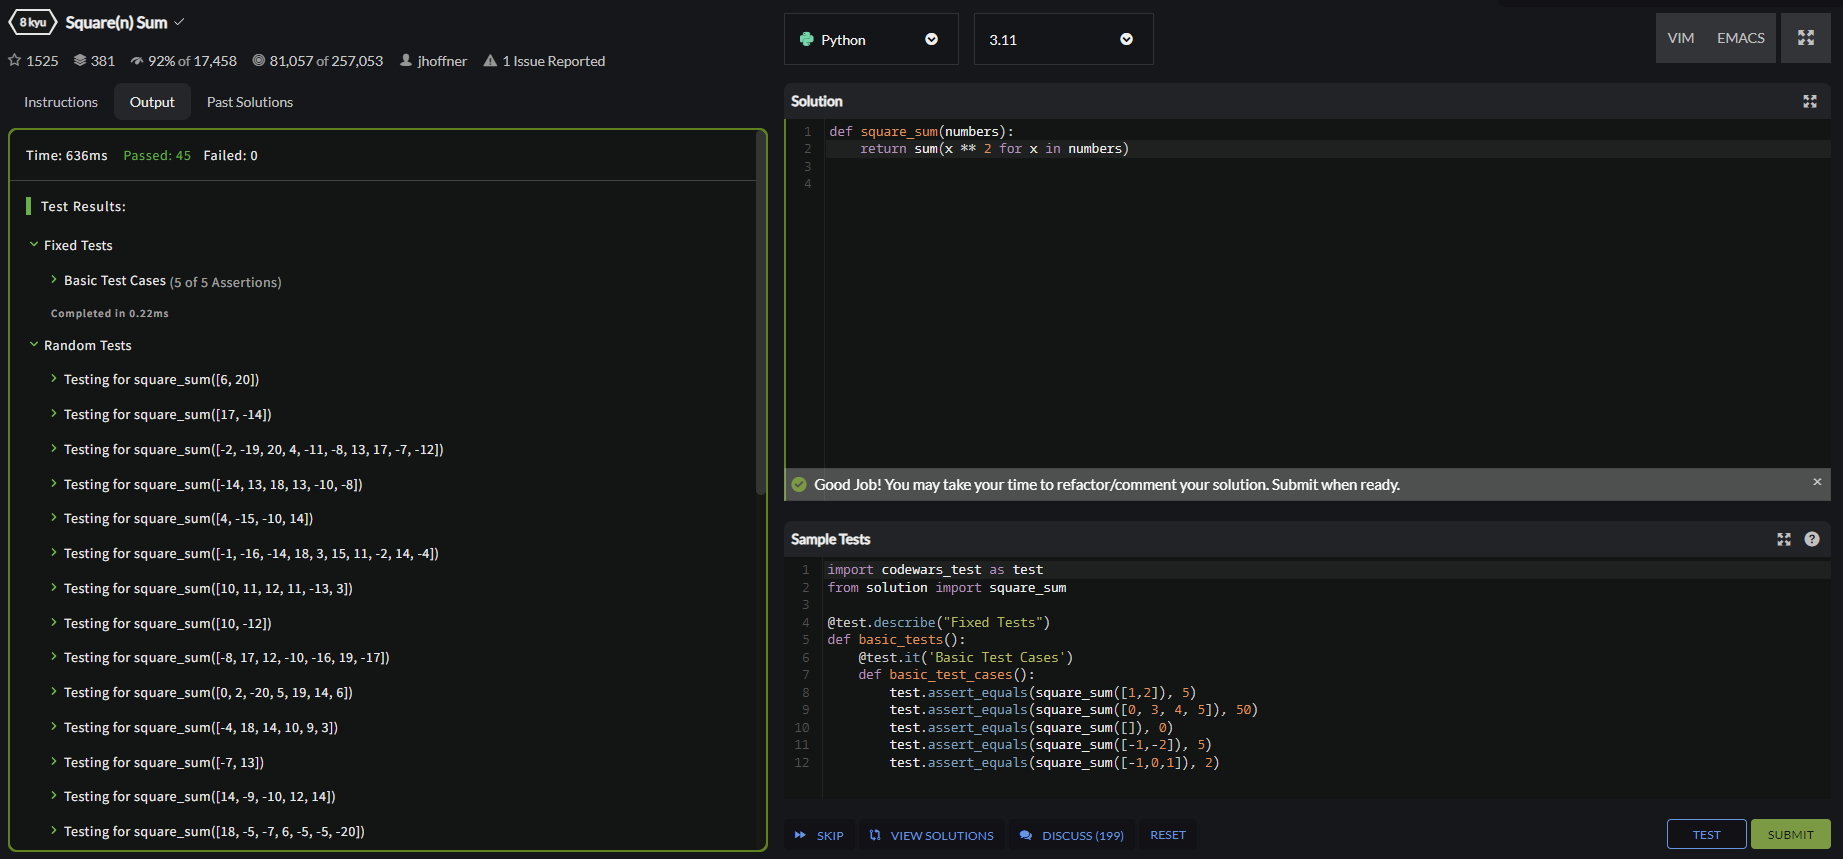 8 kyu Square(n) Sum
1525 381 92% of 17,458 81,057 of 257,053 jhoffner 1 Issue Reported
Instructions Output Past Solutions
Time: 636ms Passed: 45 Failed: 0
Test Results:
Fixed Tests
Basic Test Cases (5 of 5 Assertions)
Completed in 0.22ms
Random Tests
Testing for square_sum([6, 20])
Testing for square_sum([17, -14])
Testing for square_sum([-2, -19, 20, 4, -11, -8, 13, 17, -7, -12])
Testing for square_sum([-14, 13, 18, 13, -10, -8])
Testing for square_sum([4, -15, -10, 14])
Testing for square_sum([-1, -16, -14, 18, 3, 15, 11, -2, 14, -4])
Testing for square_sum([10, 11, 12, 11, -13, 3])
Testing for square_sum([10, -12])
Testing for square_sum([-8, 17, 12, -10, -16, 19, -17])
Testing for square_sum([0, 2, -20, 5, 19, 14, 6])
Testing for square_sum([-4, 18, 14, 10, 9, 3])
Testing for square_sum([-7, 13])
Testing for square_sum([14, -9, -10, 12, 14])
Testing for square_sum([18, -5, -7, 6, -5, -5, -20])
Python 3.11 VIM EMACS
Solution
1 def square_sum(numbers):
2     return sum(x ** 2 for x in numbers)
3
4
Good Job! You may take your time to refactor/comment your solution. Submit when ready. ×
Sample Tests ?
1 import codewars_test as test
2 from solution import square_sum
3
4 @test.describe("Fixed Tests")
5 def basic_tests():
6     @test.it('Basic Test Cases')
7     def basic_test_cases():
8         test.assert_equals(square_sum([1,2]), 5)
9         test.assert_equals(square_sum([0, 3, 4, 5]), 50)
10         test.assert_equals(square_sum([]), 0)
11         test.assert_equals(square_sum([-1,-2]), 5)
12         test.assert_equals(square_sum([-1,0,1]), 2)
SKIP VIEW SOLUTIONS DISCUSS (199) RESET TEST SUBMIT